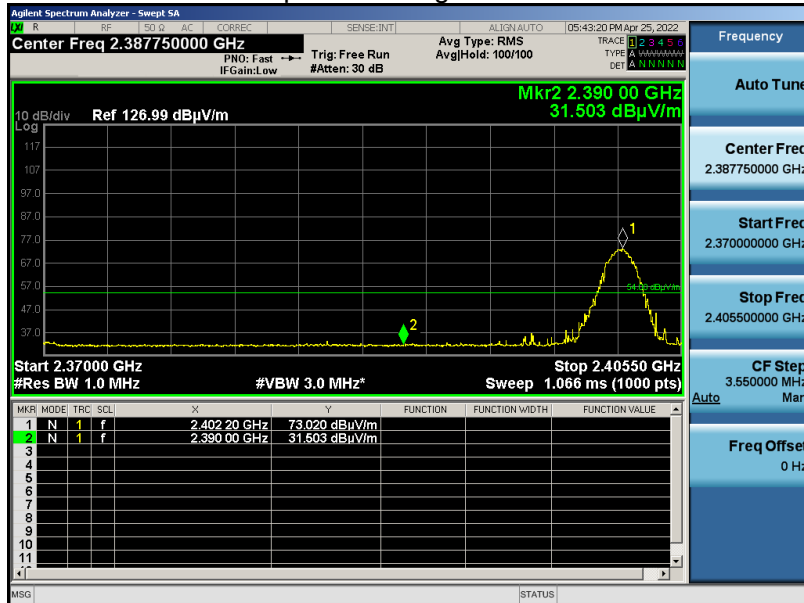 Agilent Spectrum Analyzer - Swept SA
LXI R RF 50 Ω AC CORREC SENSE:INT ALIGN AUTO 05:43:20 PM Apr 25, 2022
Center Freq 2.387750000 GHz
PNO: Fast
IFGain:Low
Trig: Free Run
#Atten: 30 dB
Avg Type: RMS
Avg|Hold: 100/100
TRACE 1 2 3 4 5 6
TYPE A
DET A N N N N N
Mkr2 2.390 00 GHz
31.503 dBµV/m
10 dB/div Ref 126.99 dBµV/m
Log
117
107
97.0
87.0
77.0
67.0
57.0
47.0
37.0
1
54.00 dBµV/m
2
Start 2.37000 GHz Stop 2.40550 GHz
#Res BW 1.0 MHz #VBW 3.0 MHz* Sweep 1.066 ms (1000 pts)
MKR MODE TRC SCL X Y FUNCTION FUNCTION WIDTH FUNCTION VALUE
1 N 1 f 2.402 20 GHz 73.020 dBµV/m
2 N 1 f 2.390 00 GHz 31.503 dBµV/m
3
4
5
6
7
8
9
10
11
MSG STATUS
Frequency
Auto Tune
Center Freq
2.387750000 GHz
Start Freq
2.370000000 GHz
Stop Freq
2.405500000 GHz
CF Step
3.550000 MHz
Auto Man
Freq Offset
0 Hz